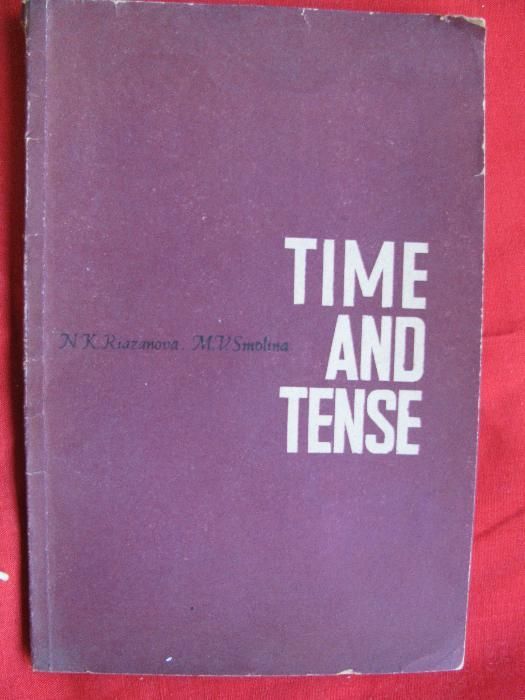 TIME
N.K.Riazanova. M.V.Smolina
AND
TENSE